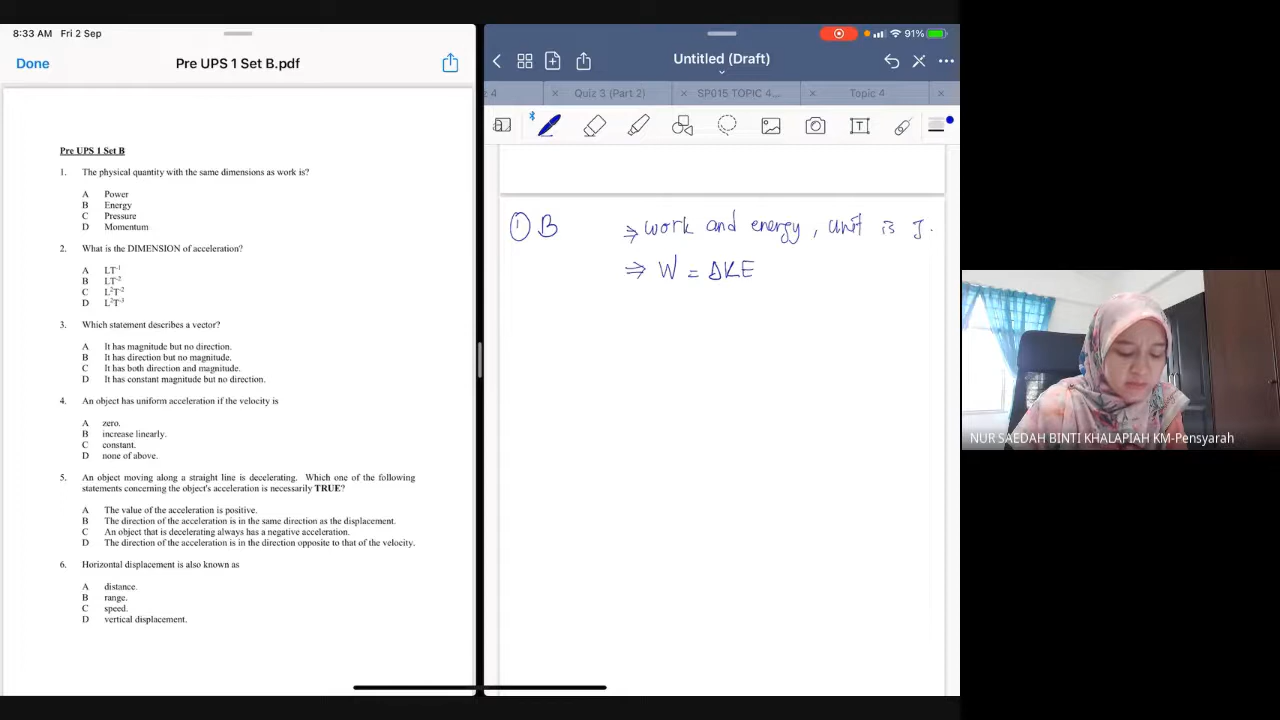 8:33 AM Fri 2 Sep
Done
Pre UPS 1 Set B.pdf
Pre UPS 1 Set B
1. The physical quantity with the same dimensions as work is?
A Power
B Energy
C Pressure
D Momentum
2. What is the DIMENSION of acceleration?
A LT⁻¹
B LT⁻²
C L²T⁻²
D L²T⁻³
3. Which statement describes a vector?
A It has magnitude but no direction.
B It has direction but no magnitude.
C It has both direction and magnitude.
D It has constant magnitude but no direction.
4. An object has uniform acceleration if the velocity is
A zero.
B increase linearly.
C constant.
D none of above.
5. An object moving along a straight line is decelerating. Which one of the following
statements concerning the object's acceleration is necessarily TRUE?
A The value of the acceleration is positive.
B The direction of the acceleration is in the same direction as the displacement.
C An object that is decelerating always has a negative acceleration.
D The direction of the acceleration is in the direction opposite to that of the velocity.
6. Horizontal displacement is also known as
A distance.
B range.
C speed.
D vertical displacement.
91%
Untitled (Draft)
4 Quiz 3 (Part 2) SP015 TOPIC 4... Topic 4
① B ⇒ work and energy, unit is J.
⇒ W = ΔKE
NUR SAEDAH BINTI KHALAPIAH KM-Pensyarah